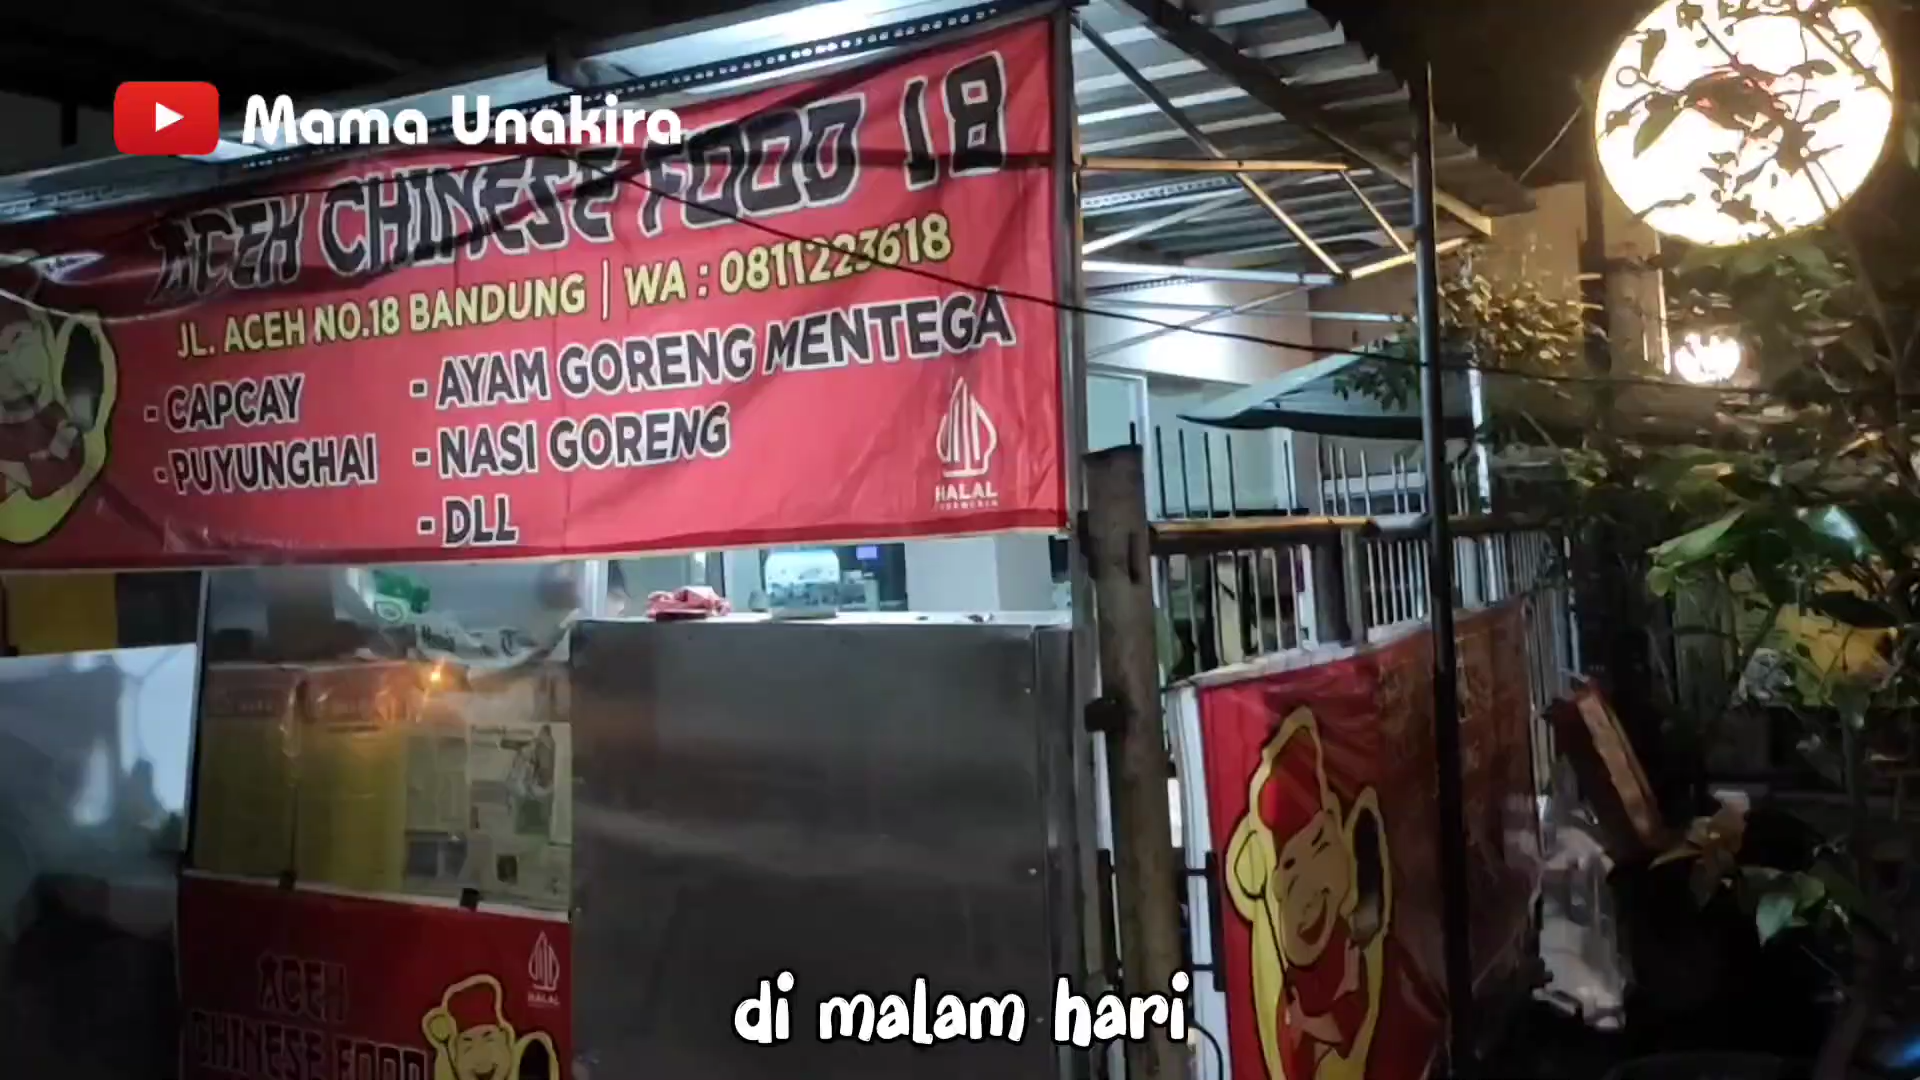 Mama Unakira
ACEH CHINESE FOOD 18
JL. ACEH NO.18 BANDUNG | WA : 0811223618
- CAPCAY
- AYAM GORENG MENTEGA
- PUYUNGHAI
- NASI GORENG
- DLL
HALAL
INDONESIA
ACEH
CHINESE FOOD
HALAL
di malam hari